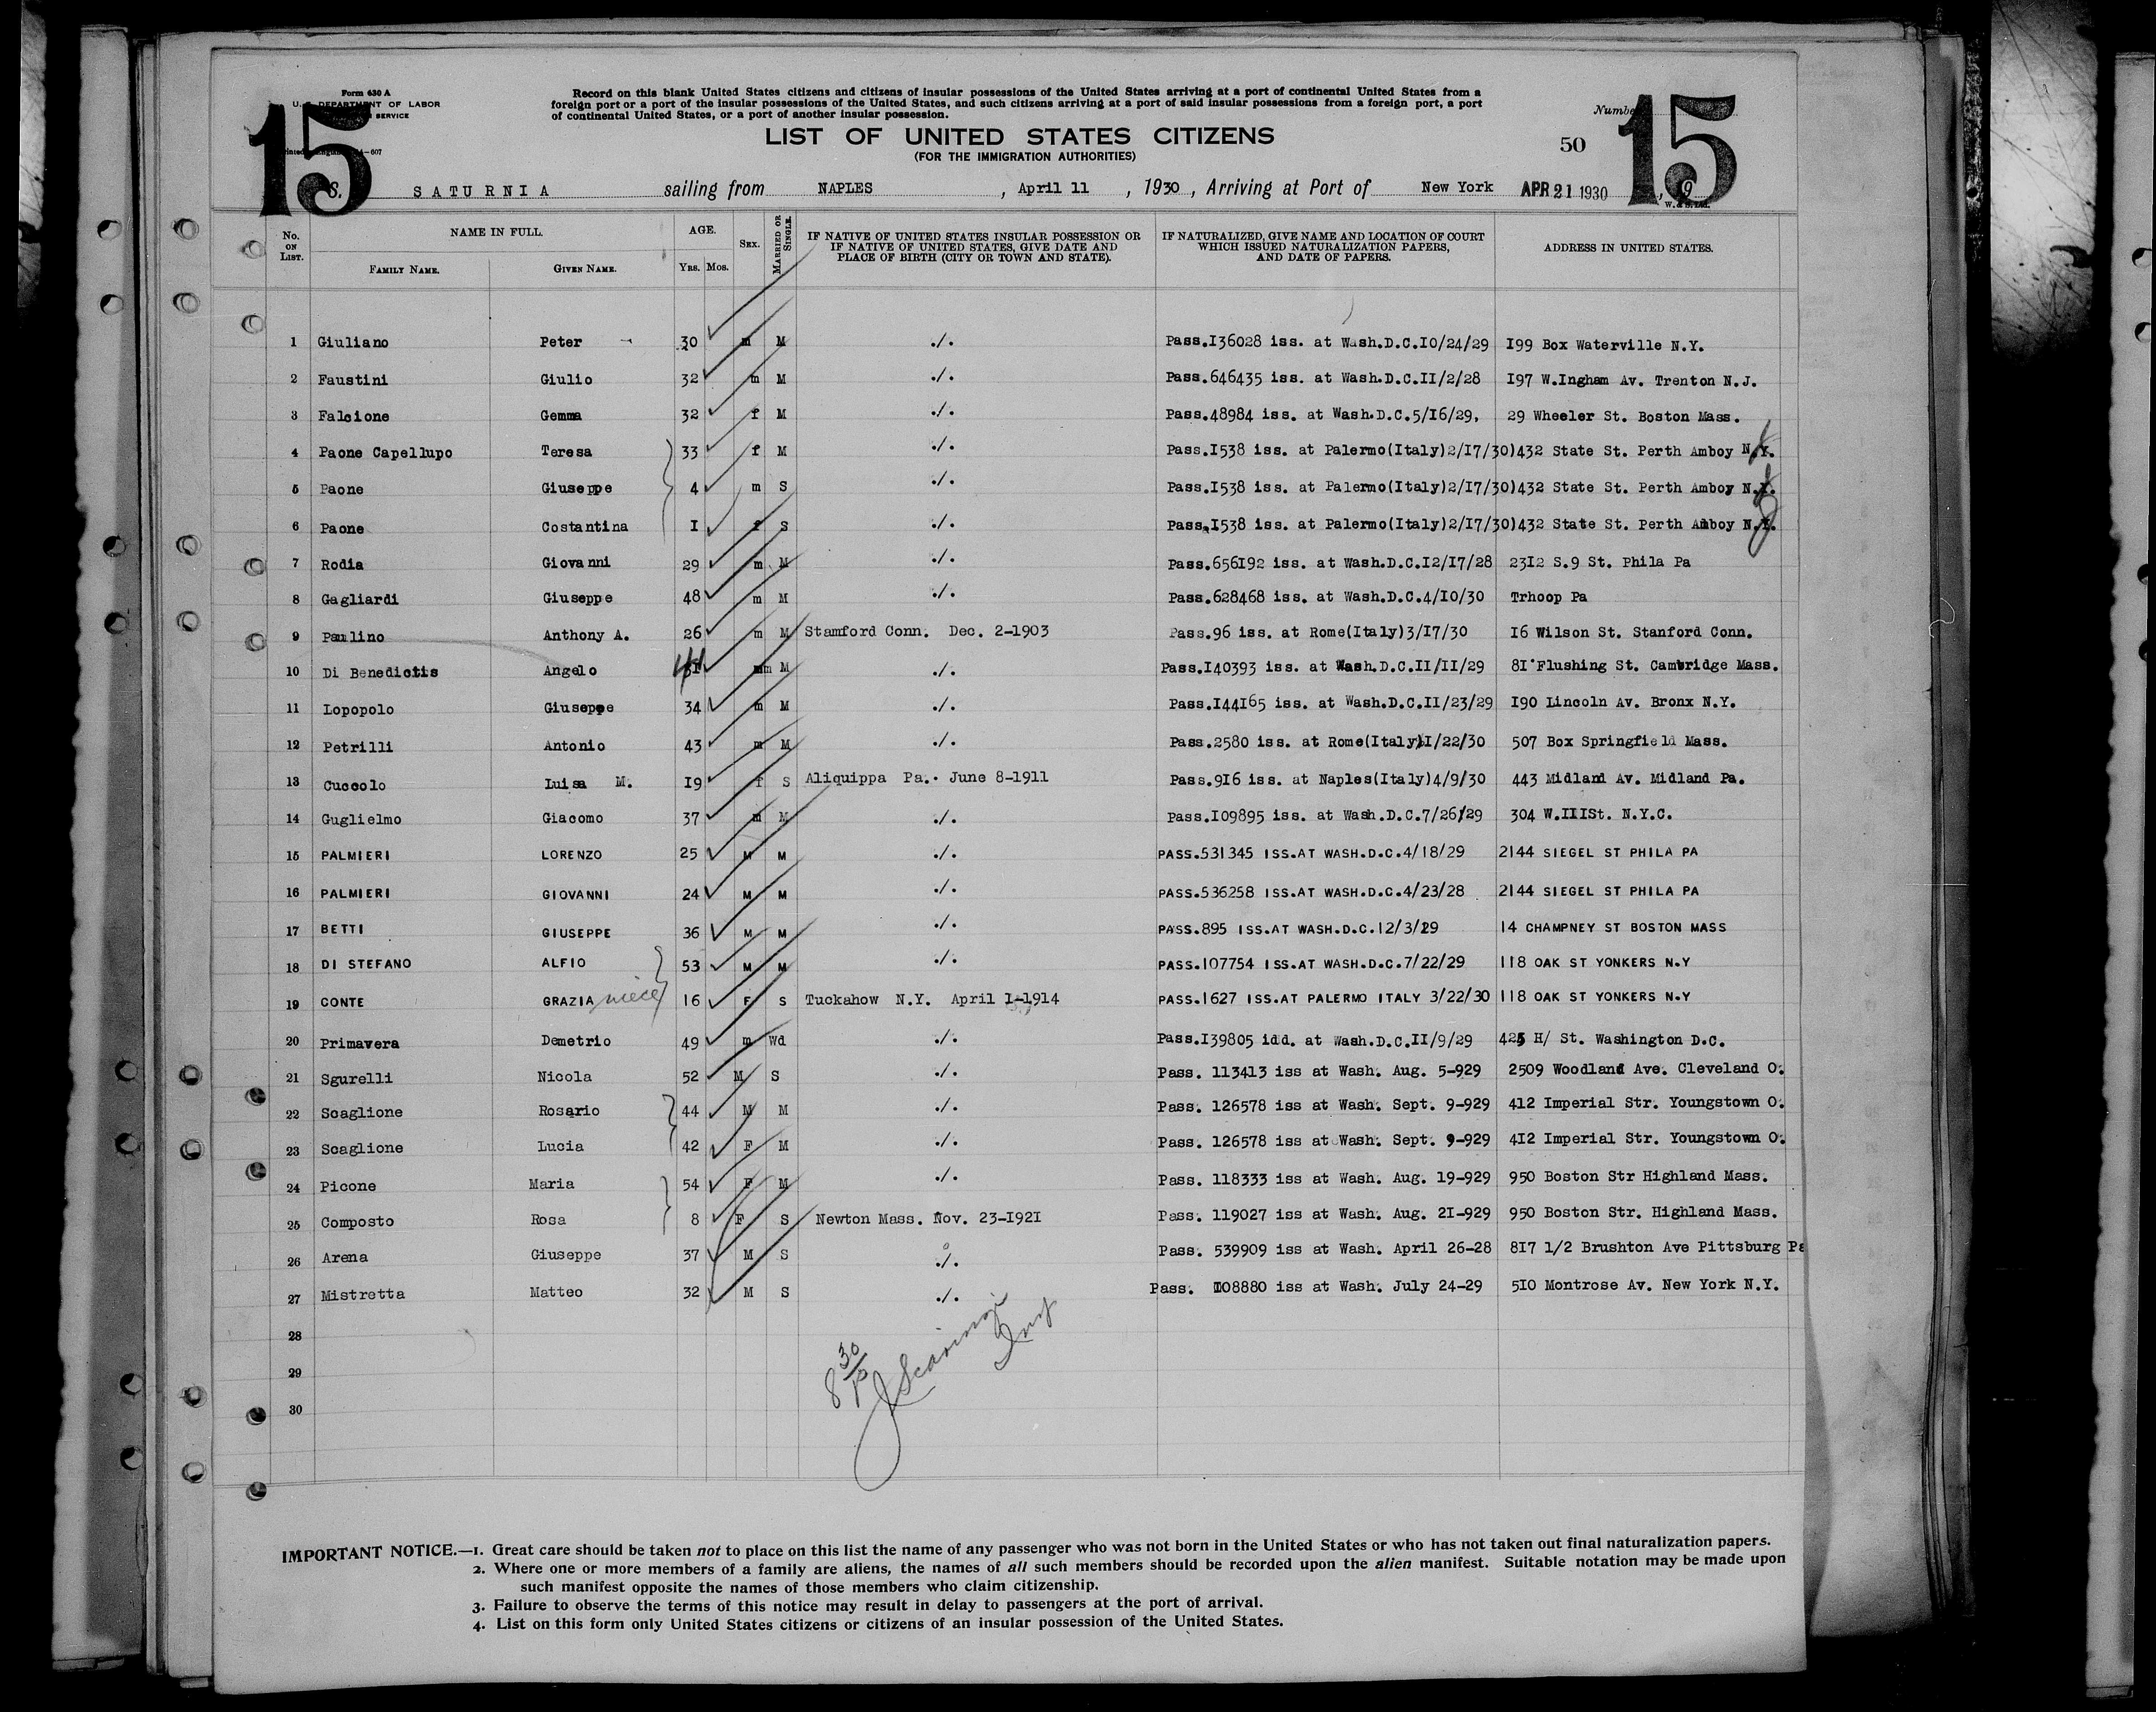 Form 630 A
U. DEPARTMENT OF LABOR
SERVICE
Record on this blank United States citizens and citizens of insular possessions of the United States arriving at a port of continental United States from a
foreign port or a port of the insular possessions of the United States, and such citizens arriving at a port of said insular possessions from a foreign port, a port
of continental United States, or a port of another insular possession.
15
15
LIST OF UNITED STATES CITIZENS
(FOR THE IMMIGRATION AUTHORITIES)
50
S. SATURNIA sailing from NAPLES, April 11, 1930, Arriving at Port of New York APR 21 1930, 19
No. ON LIST.
NAME IN FULL.
FAMILY NAME. GIVEN NAME.
AGE.
YRS. MOS.
SEX.
MARRIED OR SINGLE.
IF NATIVE OF UNITED STATES INSULAR POSSESSION OR
IF NATIVE OF UNITED STATES, GIVE DATE AND
PLACE OF BIRTH (CITY OR TOWN AND STATE).
IF NATURALIZED, GIVE NAME AND LOCATION OF COURT
WHICH ISSUED NATURALIZATION PAPERS,
AND DATE OF PAPERS.
ADDRESS IN UNITED STATES.
1 Giuliano Peter 30 m M ./. Pass.I36028 iss. at Wash.D.C.IO/24/29 I99 Box Waterville N.Y.
2 Faustini Giulio 32 m M ./. Pass.646435 iss. at Wash.D.C.II/2/28 I97 W.Ingham Av. Trenton N.J.
3 Falcione Gemma 32 f M ./. Pass.48984 iss. at Wash.D.C.5/I6/29, 29 Wheeler St. Boston Mass.
4 Paone Capellupo Teresa 33 f M ./. Pass.I538 iss. at Palermo(Italy)2/I7/30)432 State St. Perth Amboy N.Y.
5 Paone Giuseppe 4 m S ./. Pass.I538 iss. at Palermo(Italy)2/I7/30)432 State St. Perth Amboy N.Y.
6 Paone Costantina I f S ./. Pass.I538 iss. at Palermo(Italy)2/I7/30)432 State St. Perth Amboy N.Y.
7 Rodia Giovanni 29 m M ./. Pass.656I92 iss. at Wash.D.C.I2/I7/28 23I2 S.9 St. Phila Pa
8 Gagliardi Giuseppe 48 m M ./. Pass.628468 iss. at Wash.D.C.4/IO/30 Trhoop Pa
9 Paulino Anthony A. 26 m M Stamford Conn. Dec. 2-1903 Pass.96 iss. at Rome(Italy)3/I7/30 I6 Wilson St. Stanford Conn.
10 Di Benedictis Angelo 41 mm M ./. Pass.I40393 iss. at Wash.D.C.II/II/29 8I Flushing St. Cambridge Mass.
11 Lopopolo Giuseppe 34 m M ./. Pass.I44I65 iss. at Wash.D.C.II/23/29 I90 Lincoln Av. Bronx N.Y.
12 Petrilli Antonio 43 m M ./. Pass.2580 iss. at Rome(Italy)I/22/30 507 Box Springfield Mass.
13 Cuccolo Luisa M. I9 f S Aliquippa Pa. June 8-1911 Pass.9I6 iss. at Naples(Italy)4/9/30 443 Midland Av. Midland Pa.
14 Guglielmo Giacomo 37 m M ./. Pass.I09895 iss. at Wash.D.C.7/26/29 304 W.IIISt. N.Y.C.
15 PALMIERI LORENZO 25 M M ./. PASS.531345 ISS.AT WASH.D.C.4/18/29 2144 SIEGEL ST PHILA PA
16 PALMIERI GIOVANNI 24 M M ./. PASS.536258 ISS.AT WASH.D.C.4/23/28 2144 SIEGEL ST PHILA PA
17 BETTI GIUSEPPE 36 M M ./. PASS.895 ISS.AT WASH.D.C.12/3/29 14 CHAMPNEY ST BOSTON MASS
18 DI STEFANO ALFIO 53 M M ./. PASS.107754 ISS.AT WASH.D.C.7/22/29 118 OAK ST YONKERS N.Y
19 CONTE GRAZIA niece 16 F S Tuckahow N.Y. April 1-1914 PASS.1627 ISS.AT PALERMO ITALY 3/22/30 118 OAK ST YONKERS N.Y
20 Primavera Demetrio 49 m Wd ./. Pass.I39805 idd. at Wash.D.C.II/9/29 425 H/ St. Washington D.C.
21 Sgurelli Nicola 52 M S ./. Pass. 113413 iss at Wash. Aug. 5-929 2509 Woodland Ave. Cleveland O.
22 Scaglione Rosario 44 M M ./. Pass. 126578 iss at Wash. Sept. 9-929 412 Imperial Str. Youngstown O.
23 Scaglione Lucia 42 F M ./. Pass. 126578 iss at Wash. Sept. 9-929 4I2 Imperial Str. Youngstown O.
24 Picone Maria 54 F M ./. Pass. 118333 iss at Wash. Aug. 19-929 950 Boston Str Highland Mass.
25 Composto Rosa 8 F S Newton Mass. Nov. 23-I92I Pass. 119027 iss at Wash. Aug. 2I-929 950 Boston Str. Highland Mass.
26 Arena Giuseppe 37 M S ./. Pass. 539909 iss at Wash. April 26-28 8I7 1/2 Brushton Ave Pittsburg Pa
27 Mistretta Matteo 32 M S ./. Pass. I08880 iss at Wash. July 24-29 5IO Montrose Av. New York N.Y.
28
29
30
8 30
IMPORTANT NOTICE.—1. Great care should be taken not to place on this list the name of any passenger who was not born in the United States or who has not taken out final naturalization papers.
2. Where one or more members of a family are aliens, the names of all such members should be recorded upon the alien manifest. Suitable notation may be made upon
such manifest opposite the names of those members who claim citizenship.
3. Failure to observe the terms of this notice may result in delay to passengers at the port of arrival.
4. List on this form only United States citizens or citizens of an insular possession of the United States.